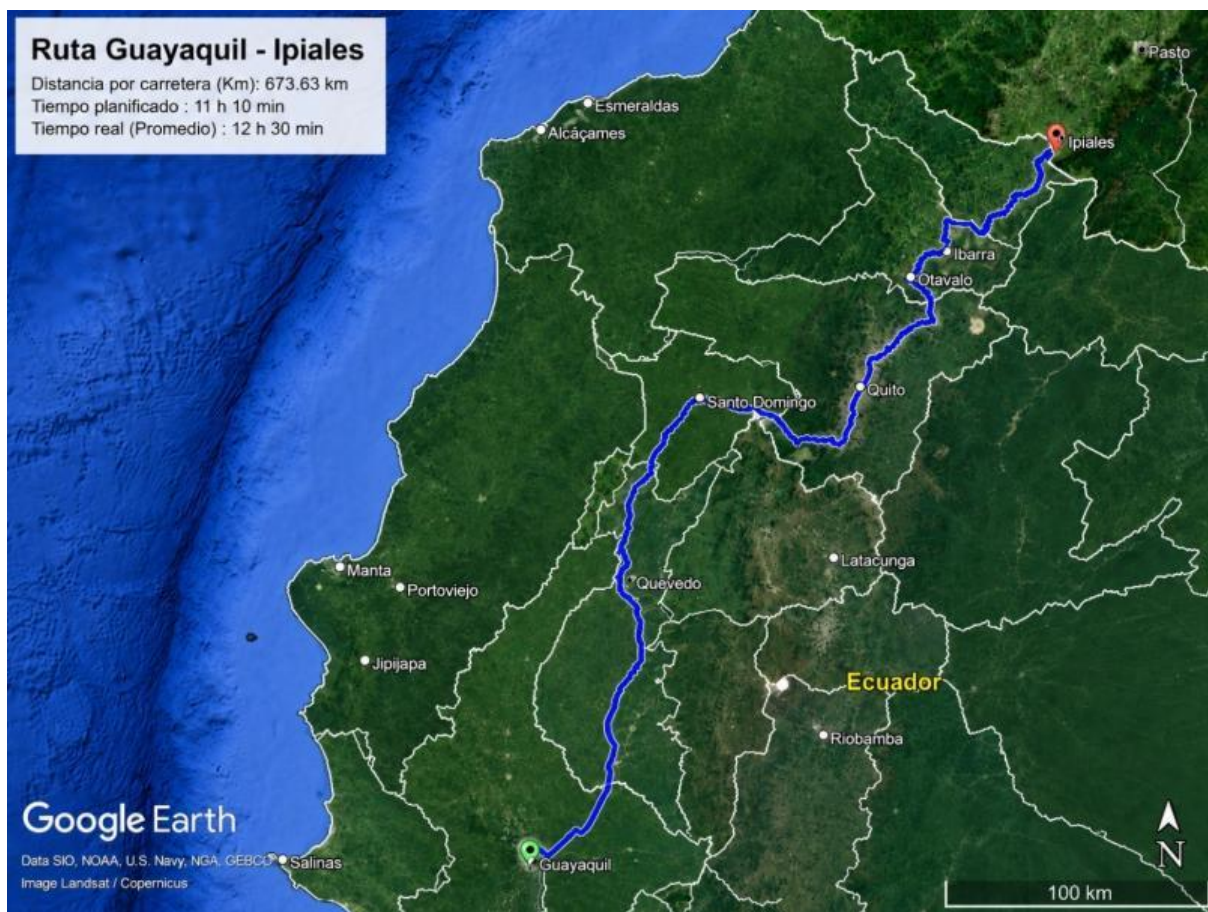 Ruta Guayaquil - Ipiales
Distancia por carretera (Km): 673.63 km
Tiempo planificado : 11 h 10 min
Tiempo real (Promedio) : 12 h 30 min
Pasto
Esmeraldas
Alcáçames
Ipiales
Ibarra
Otavalo
Quito
Santo Domingo
Latacunga
Manta
Quevedo
Portoviejo
Jipijapa
Ecuador
Riobamba
Google Earth
N
Data SIO, NOAA, U.S. Navy, NGA, GEBCO
Salinas
Guayaquil
Image Landsat / Copernicus
100 km